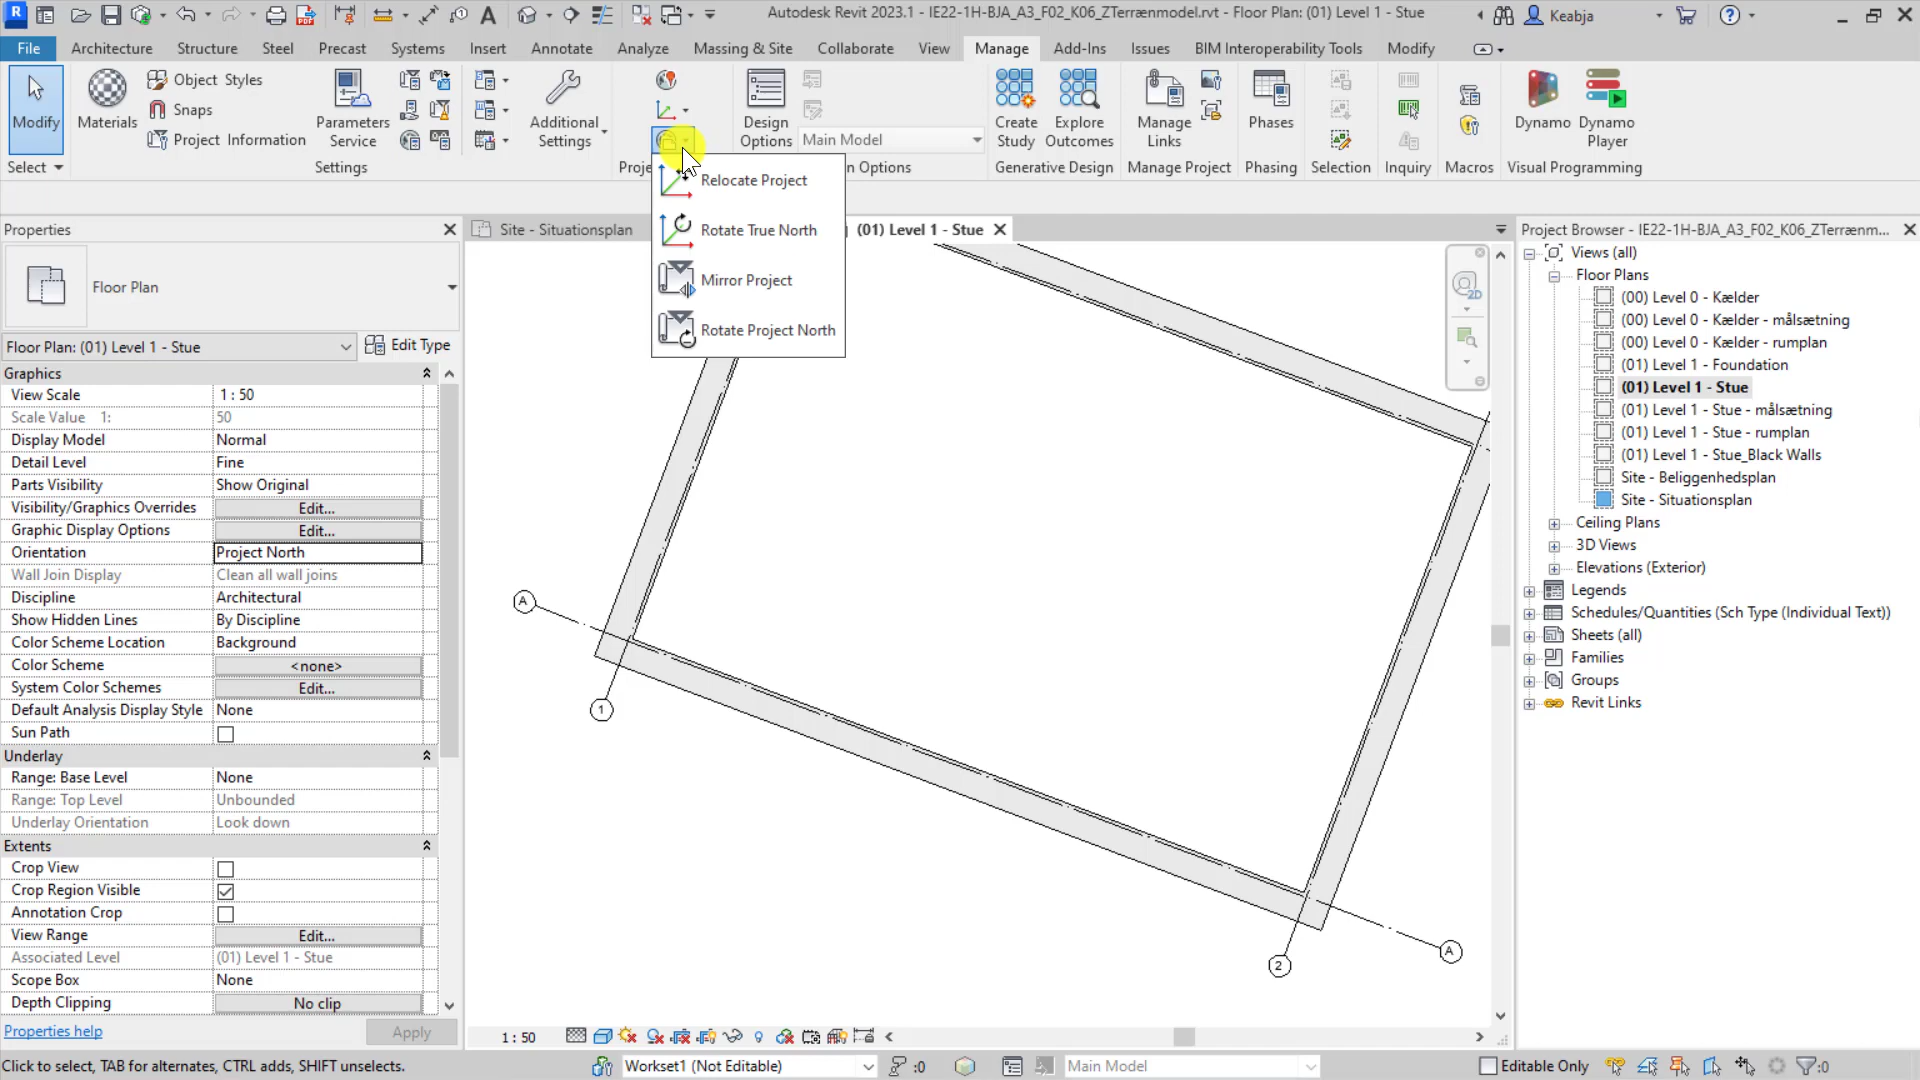 Autodesk Revit 2023.1 - IE22-1H-BJA_A3_F02_K06_ZTerrænmodel.rvt - Floor Plan: (01) Level 1 - Stue
Keabja
File Architecture Structure Steel Precast Systems Insert Annotate Analyze Massing & Site Collaborate View Manage Add-Ins Issues BIM Interoperability Tools Modify
Modify
Materials
Object Styles
Snaps
Project Information
Parameters Service
Additional Settings
Design Options
Main Model
Create Study
Explore Outcomes
Manage Links
Phases
Dynamo
Dynamo Player
Select
Settings
Generative Design
Manage Project
Phasing
Selection
Inquiry
Macros
Visual Programming
Relocate Project
Rotate True North
Mirror Project
Rotate Project North
Properties
Floor Plan
Floor Plan: (01) Level 1 - Stue
Edit Type
Graphics
View Scale 1 : 50
Scale Value 1: 50
Display Model Normal
Detail Level Fine
Parts Visibility Show Original
Visibility/Graphics Overrides Edit...
Graphic Display Options Edit...
Orientation Project North
Wall Join Display Clean all wall joins
Discipline Architectural
Show Hidden Lines By Discipline
Color Scheme Location Background
Color Scheme <none>
System Color Schemes Edit...
Default Analysis Display Style None
Sun Path
Underlay
Range: Base Level None
Range: Top Level Unbounded
Underlay Orientation Look down
Extents
Crop View
Crop Region Visible
Annotation Crop
View Range Edit...
Associated Level (01) Level 1 - Stue
Scope Box None
Depth Clipping No clip
Properties help
Apply
Site - Situationsplan
(01) Level 1 - Stue
2D
A
1
2
A
Project Browser - IE22-1H-BJA_A3_F02_K06_ZTerrænm...
Views (all)
Floor Plans
(00) Level 0 - Kælder
(00) Level 0 - Kælder - målsætning
(00) Level 0 - Kælder - rumplan
(01) Level 1 - Foundation
(01) Level 1 - Stue
(01) Level 1 - Stue - målsætning
(01) Level 1 - Stue - rumplan
(01) Level 1 - Stue_Black Walls
Site - Beliggenhedsplan
Site - Situationsplan
Ceiling Plans
3D Views
Elevations (Exterior)
Legends
Schedules/Quantities (Sch Type (Individual Text))
Sheets (all)
Families
Groups
Revit Links
1 : 50
Click to select, TAB for alternates, CTRL adds, SHIFT unselects.
Workset1 (Not Editable)
:0
Main Model
Editable Only
:0